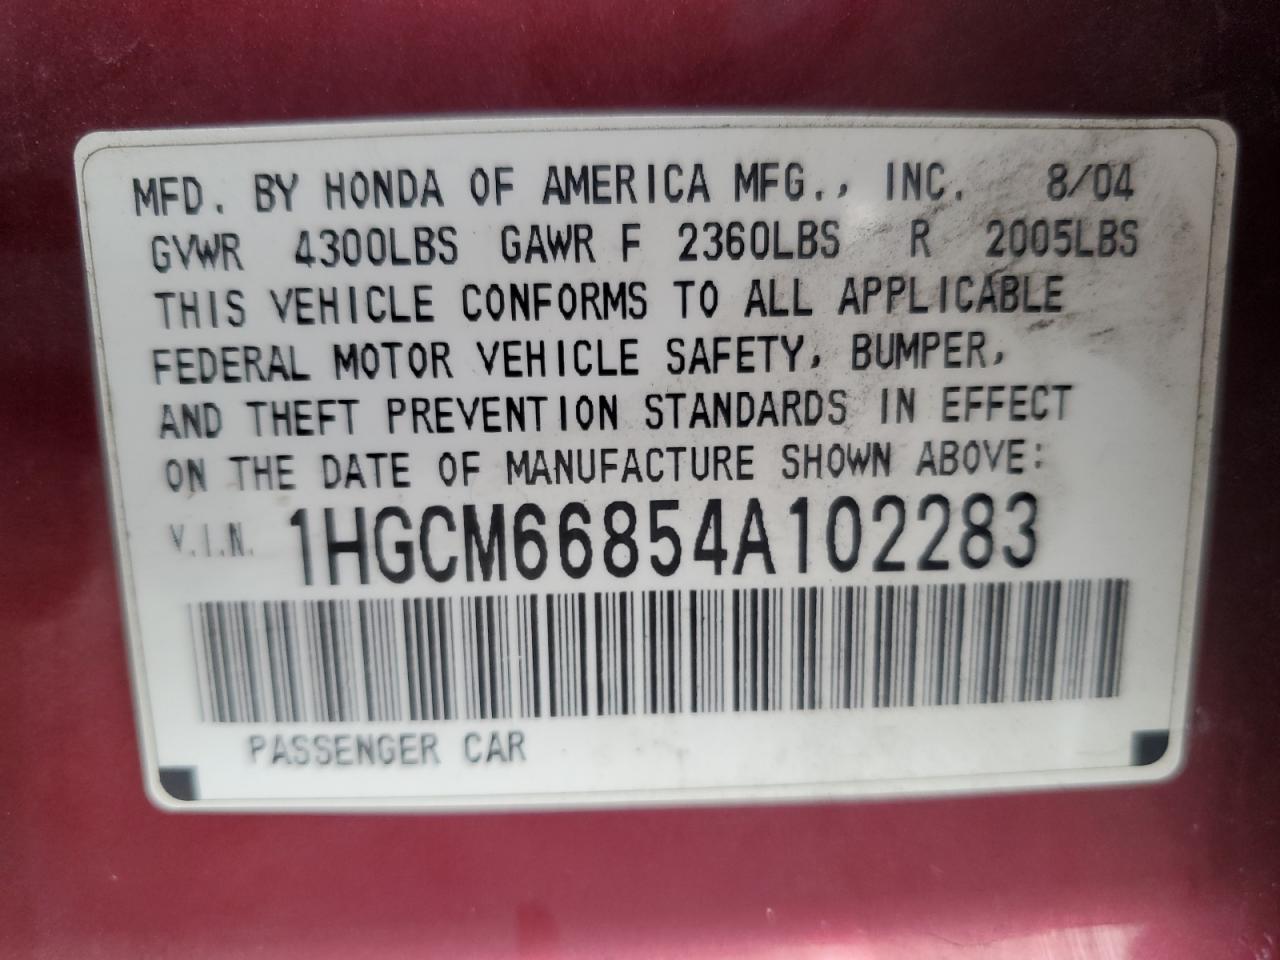 MFD. BY HONDA OF AMERICA MFG., INC. 8/04
GVWR 4300LBS GAWR F 2360LBS R 2005LBS
THIS VEHICLE CONFORMS TO ALL APPLICABLE
FEDERAL MOTOR VEHICLE SAFETY, BUMPER,
AND THEFT PREVENTION STANDARDS IN EFFECT
ON THE DATE OF MANUFACTURE SHOWN ABOVE:
V.I.N. 1HGCM66854A102283
PASSENGER CAR